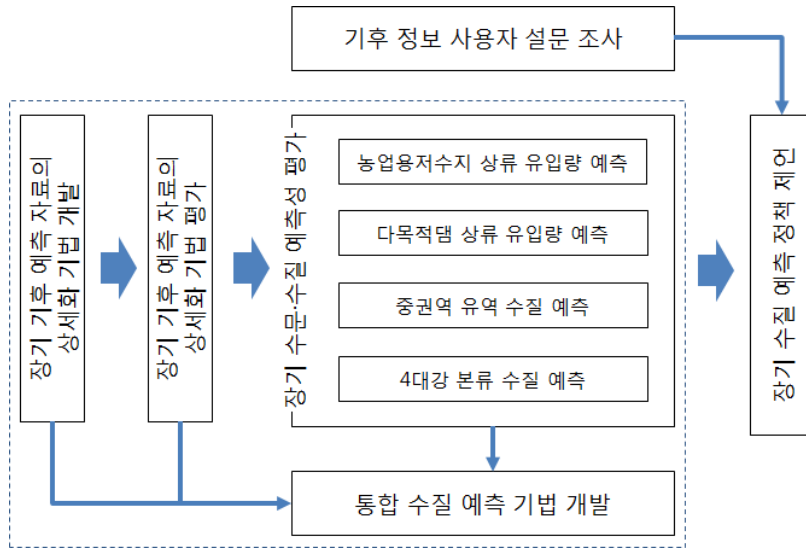 기후 정보 사용자 설문 조사
장기 기후 예측 자료의
상세화 기법 개발
장기 기후 예측 자료의
상세화 기법 평가
장기 수문·수질 예측성 평가
농업용저수지 상류 유입량 예측
다목적댐 상류 유입량 예측
중권역 유역 수질 예측
4대강 본류 수질 예측
통합 수질 예측 기법 개발
장기 수질 예측 정책 제언